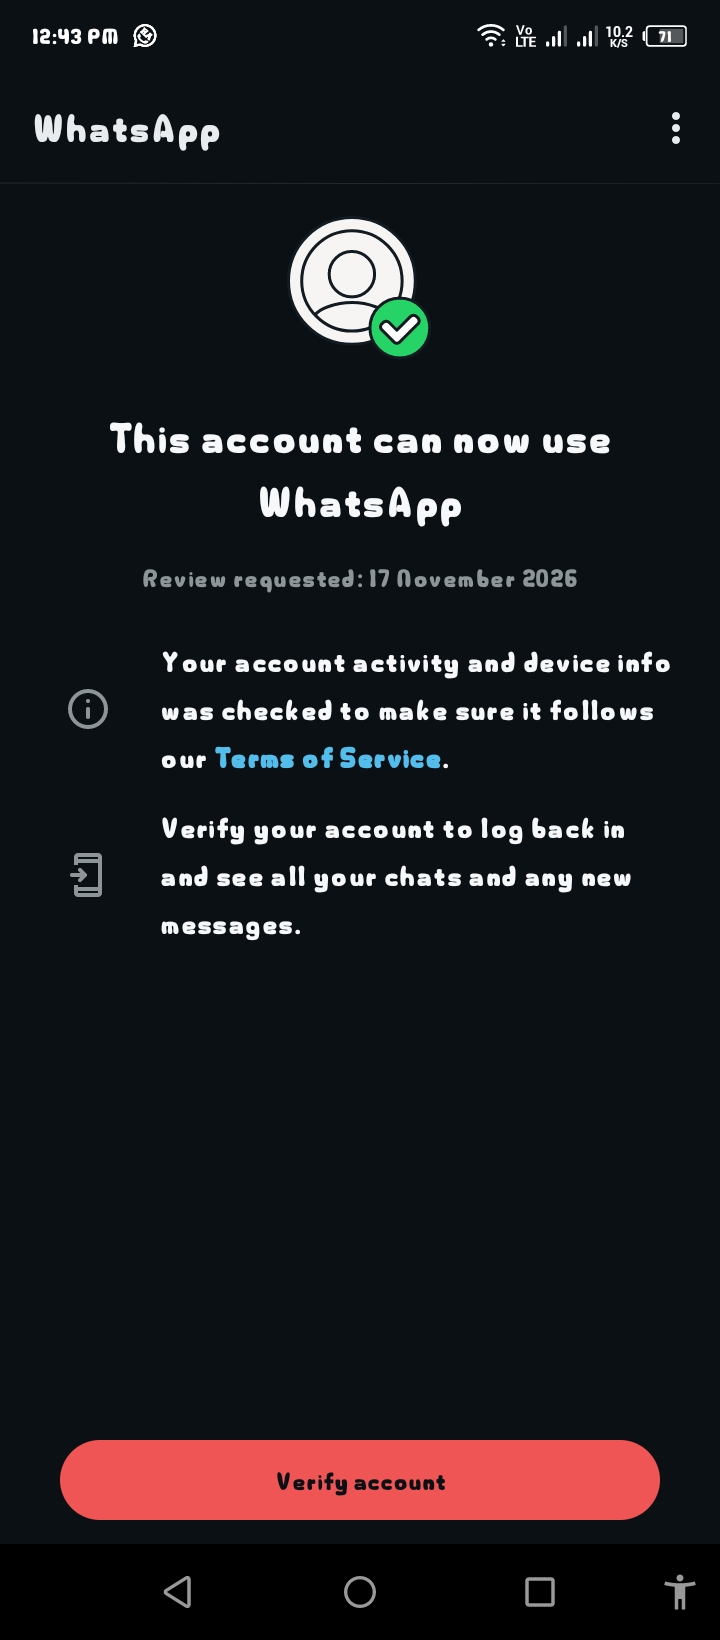 12:43 PM Vo LTE 10.2 K/S 71
WhatsApp
This account can now use
WhatsApp
Review requested: 17 November 2026
Your account activity and device info
was checked to make sure it follows
our Terms of Service.
Verify your account to log back in
and see all your chats and any new
messages.
Verify account